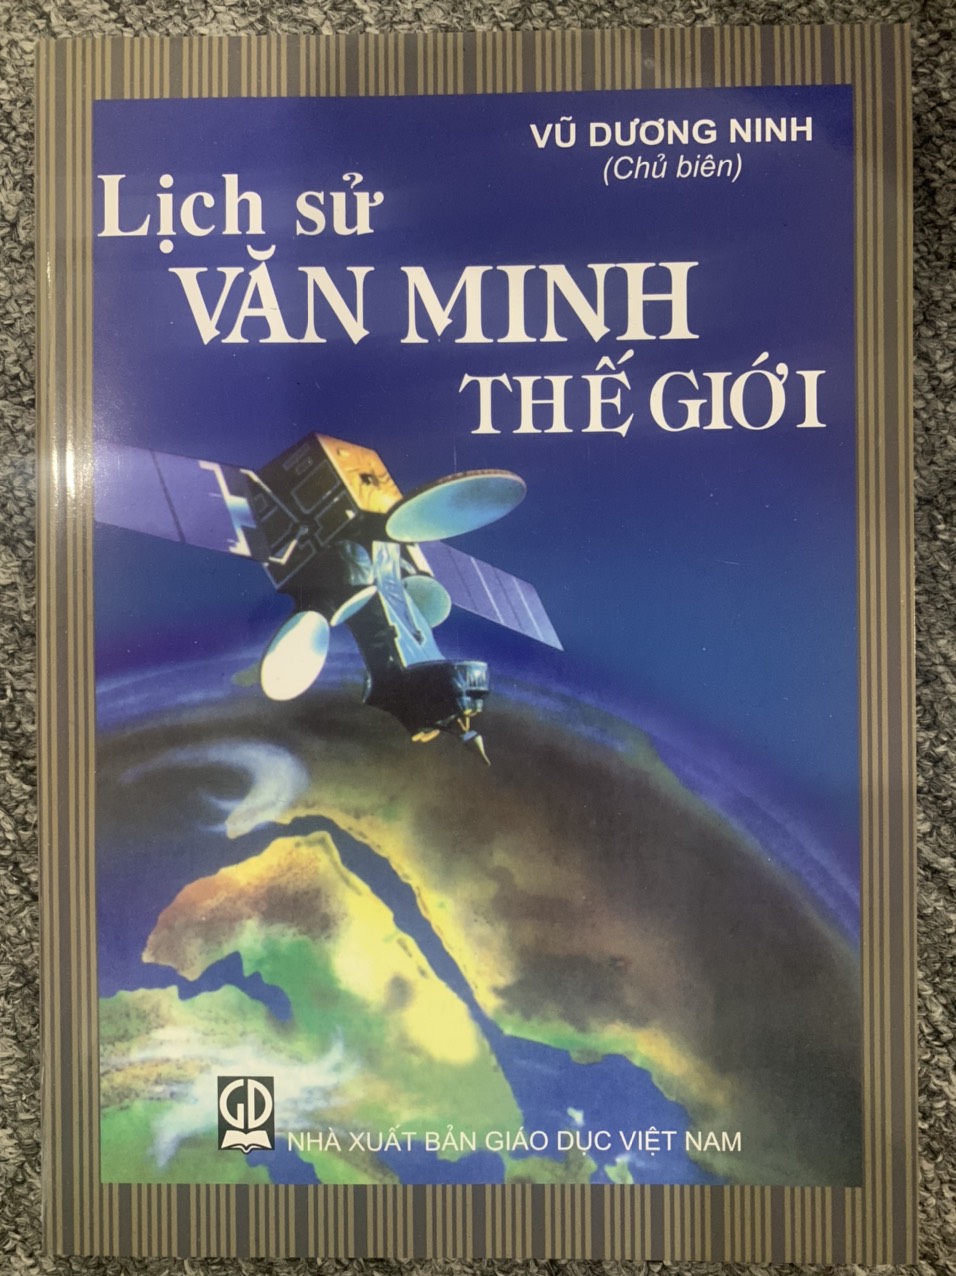 VŨ DƯƠNG NINH
(Chủ biên)
Lịch sử
VĂN MINH
THẾ GIỚI
GD
NHÀ XUẤT BẢN GIÁO DỤC VIỆT NAM